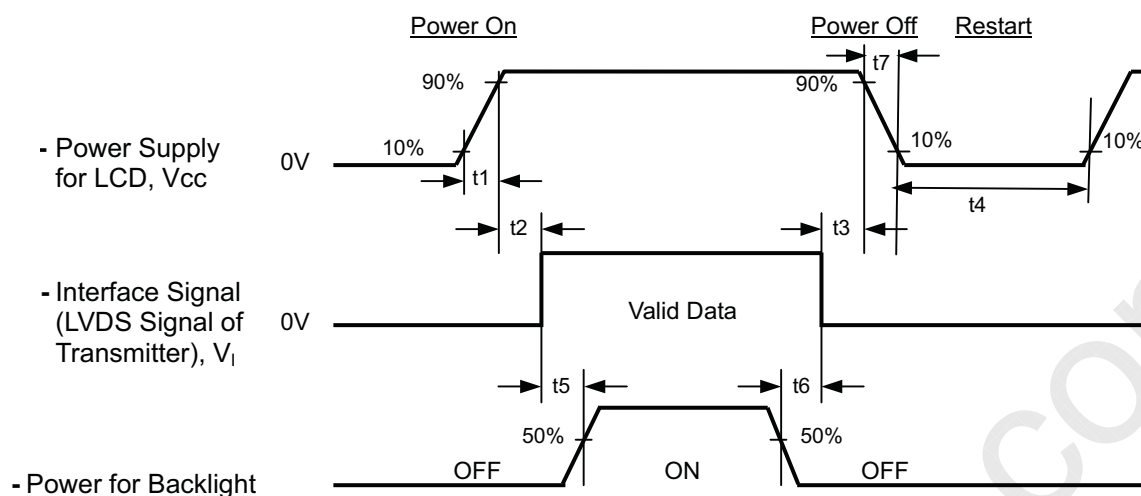 Power On
Power Off
Restart
t7
90%
90%
10%
10%
10%
- Power Supply
for LCD, Vcc
0V
t1
t4
t2
t3
- Interface Signal
(LVDS Signal of
Transmitter), VI
0V
Valid Data
t5
t6
50%
50%
OFF
ON
OFF
- Power for Backlight